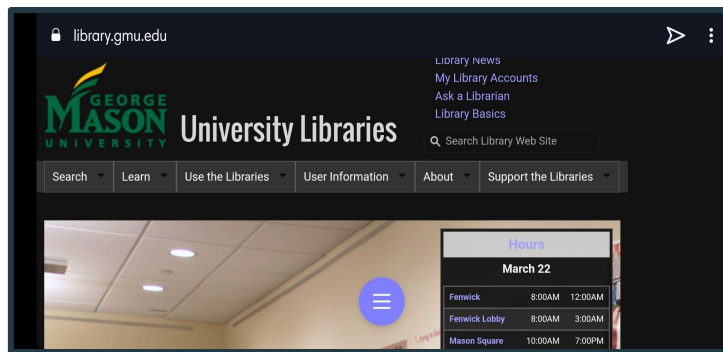 library.gmu.edu
Library News
My Library Accounts
Ask a Librarian
Library Basics
GEORGE
MASON
UNIVERSITY
University Libraries
Search Library Web Site
Search Learn Use the Libraries User Information About Support the Libraries
Hours
March 22
Fenwick 8:00AM 12:00AM
Fenwick Lobby 8:00AM 3:00AM
Mason Square 10:00AM 7:00PM